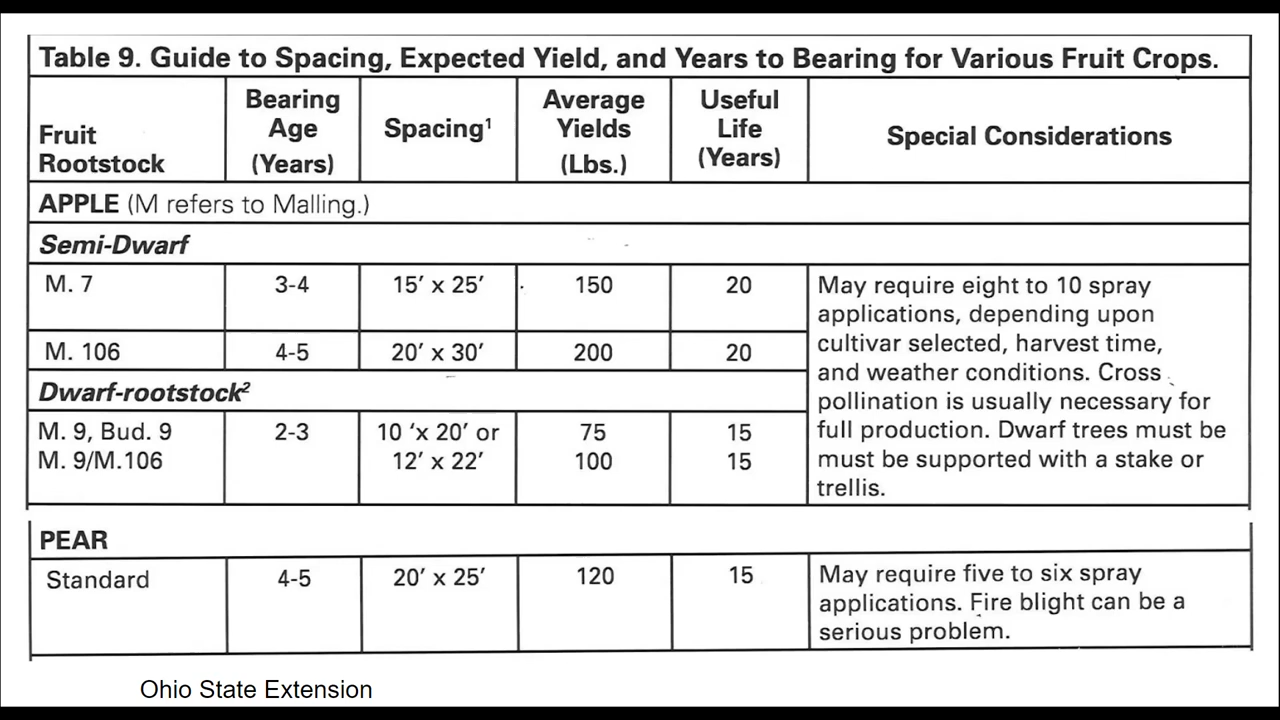 Table 9. Guide to Spacing, Expected Yield, and Years to Bearing for Various Fruit Crops.
Fruit Rootstock | Bearing Age (Years) | Spacing¹ | Average Yields (Lbs.) | Useful Life (Years) | Special Considerations
APPLE (M refers to Malling.)
Semi-Dwarf
M. 7 | 3-4 | 15’ x 25’ | 150 | 20
M. 106 | 4-5 | 20’ x 30’ | 200 | 20
Dwarf-rootstock²
M. 9, Bud. 9 | 2-3 | 10 ‘x 20’ or | 75 | 15
M. 9/M.106 | 12’ x 22’ | 100 | 15
May require eight to 10 spray
applications, depending upon
cultivar selected, harvest time,
and weather conditions. Cross
pollination is usually necessary for
full production. Dwarf trees must be
must be supported with a stake or
trellis.
PEAR
Standard | 4-5 | 20’ x 25’ | 120 | 15
May require five to six spray
applications. Fire blight can be a
serious problem.
Ohio State Extension